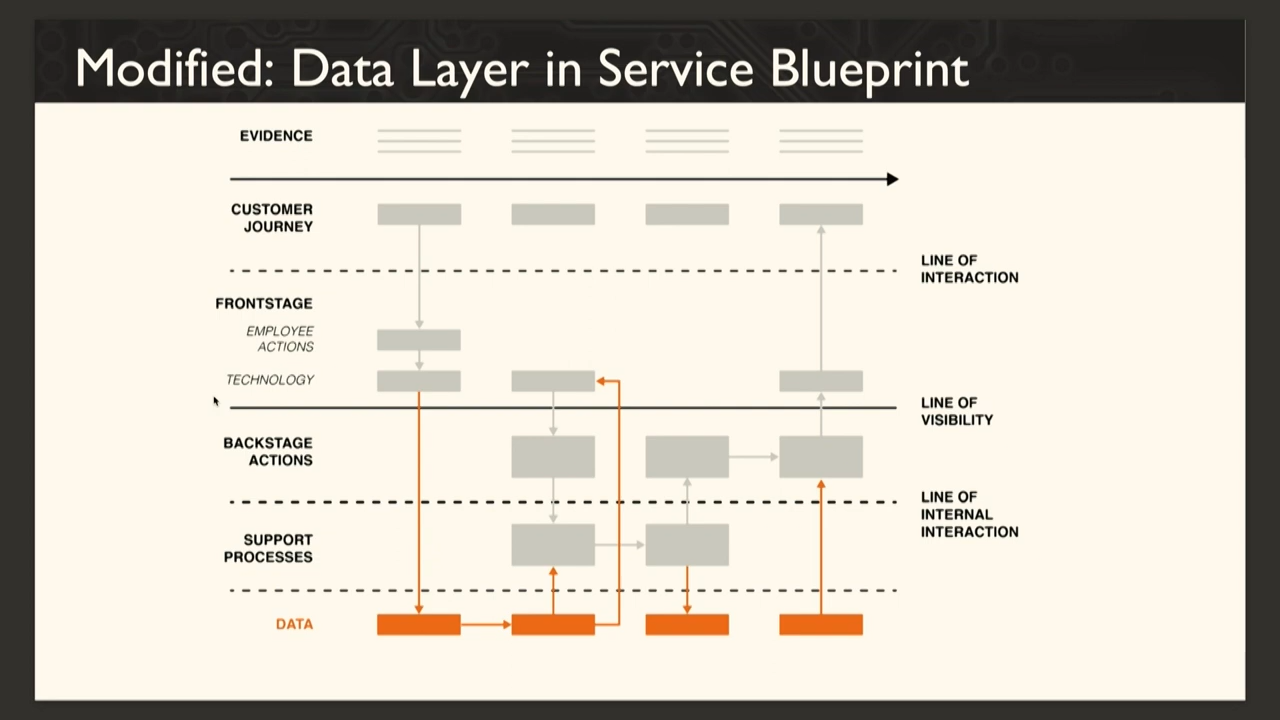 Modified: Data Layer in Service Blueprint
EVIDENCE
CUSTOMER
JOURNEY
LINE OF
INTERACTION
FRONTSTAGE
EMPLOYEE
ACTIONS
TECHNOLOGY
LINE OF
VISIBILITY
BACKSTAGE
ACTIONS
LINE OF
INTERNAL
INTERACTION
SUPPORT
PROCESSES
DATA